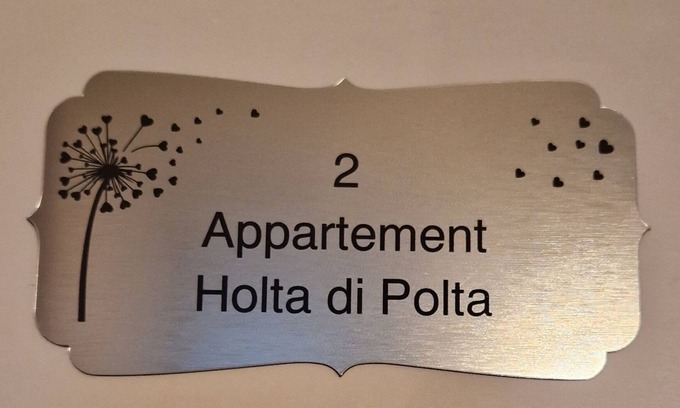 2
Appartement
Holta di Polta